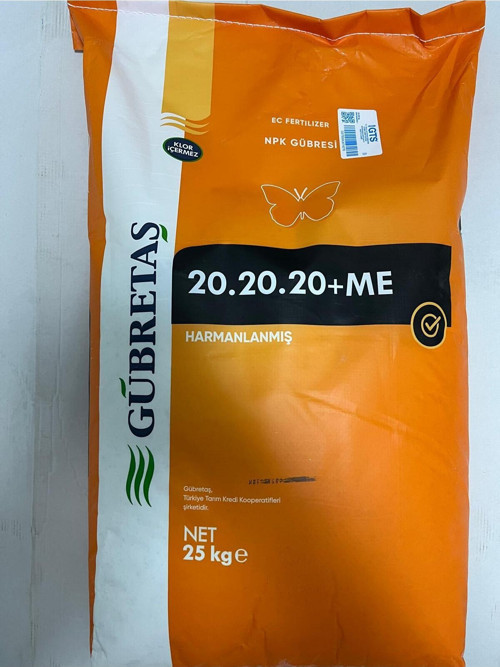 EC FERTILIZER
NPK GÜBRESİ
GTS
KLOR
İÇERMEZ
20.20.20+ME
HARMANLANMIŞ
GÜBRETAŞ
Gübretaş,
Türkiye Tarım Kredi Kooperatifleri
şirketidir.
NET
25 kg e